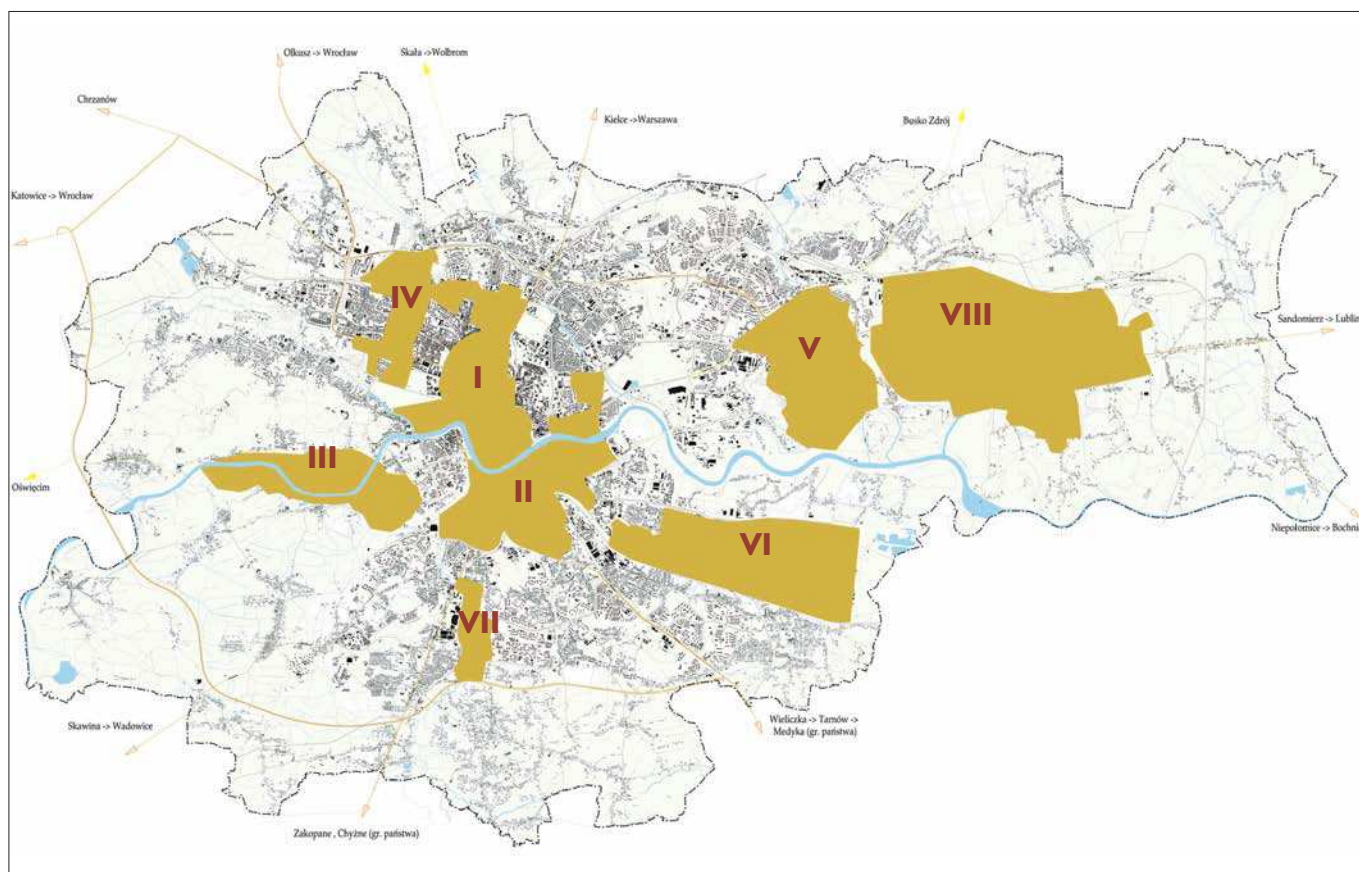 Olkusz -> Wrocław
Skała ->Wolbrom
Chrzanów
Kielce ->Warszawa
Busko Zdrój
Katowice -> Wrocław
IV
VIII
Sandomierz -> Lublin
V
I
III
Oświęcim
II
Niepołomice -> Bochnia
VI
VII
Skawina -> Wadowice
Wieliczka -> Tarnów ->
Medyka (gr. państwa)
Zakopane , Chyżne (gr. państwa)